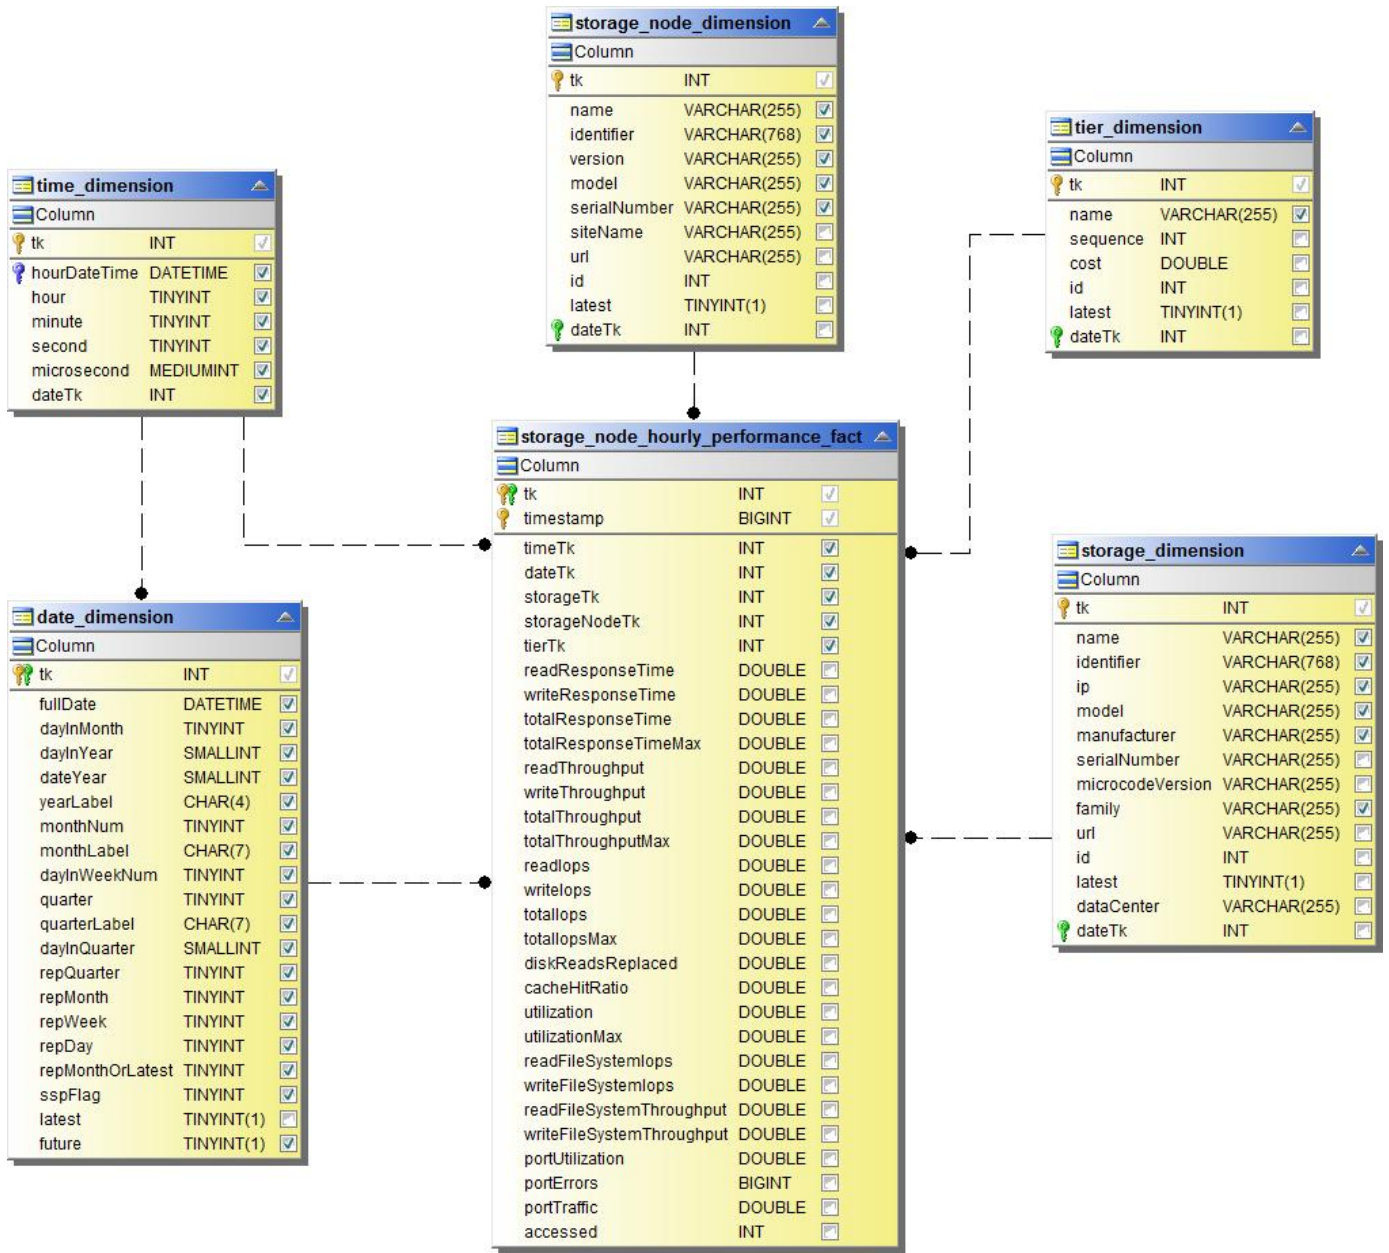 storage_node_dimension
Column
tk INT
name VARCHAR(255)
identifier VARCHAR(768)
version VARCHAR(255)
model VARCHAR(255)
serialNumber VARCHAR(255)
siteName VARCHAR(255)
url VARCHAR(255)
id INT
latest TINYINT(1)
dateTk INT
tier_dimension
Column
tk INT
name VARCHAR(255)
sequence INT
cost DOUBLE
id INT
latest TINYINT(1)
dateTk INT
time_dimension
Column
tk INT
hourDateTime DATETIME
hour TINYINT
minute TINYINT
second TINYINT
microsecond MEDIUMINT
dateTk INT
storage_node_hourly_performance_fact
Column
tk INT
timestamp BIGINT
timeTk INT
dateTk INT
storageTk INT
storageNodeTk INT
tierTk INT
readResponseTime DOUBLE
writeResponseTime DOUBLE
totalResponseTime DOUBLE
totalResponseTimeMax DOUBLE
readThroughput DOUBLE
writeThroughput DOUBLE
totalThroughput DOUBLE
totalThroughputMax DOUBLE
readIops DOUBLE
writeIops DOUBLE
totalIops DOUBLE
totalIopsMax DOUBLE
diskReadsReplaced DOUBLE
cacheHitRatio DOUBLE
utilization DOUBLE
utilizationMax DOUBLE
readFileSystemIops DOUBLE
writeFileSystemIops DOUBLE
readFileSystemThroughput DOUBLE
writeFileSystemThroughput DOUBLE
portUtilization DOUBLE
portErrors BIGINT
portTraffic DOUBLE
accessed INT
storage_dimension
Column
tk INT
name VARCHAR(255)
identifier VARCHAR(768)
ip VARCHAR(255)
model VARCHAR(255)
manufacturer VARCHAR(255)
serialNumber VARCHAR(255)
microcodeVersion VARCHAR(255)
family VARCHAR(255)
url VARCHAR(255)
id INT
latest TINYINT(1)
dataCenter VARCHAR(255)
dateTk INT
date_dimension
Column
tk INT
fullDate DATETIME
dayInMonth TINYINT
dayInYear SMALLINT
dateYear SMALLINT
yearLabel CHAR(4)
monthNum TINYINT
monthLabel CHAR(7)
dayInWeekNum TINYINT
quarter TINYINT
quarterLabel CHAR(7)
dayInQuarter SMALLINT
repQuarter TINYINT
repMonth TINYINT
repWeek TINYINT
repDay TINYINT
repMonthOrLatest TINYINT
sspFlag TINYINT
latest TINYINT(1)
future TINYINT(1)